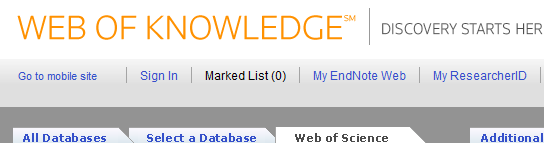 WEB OF KNOWLEDGE℠ DISCOVERY STARTS HER
Go to mobile site Sign In Marked List (0) My EndNote Web My ResearcherID
All Databases Select a Database Web of Science Additional